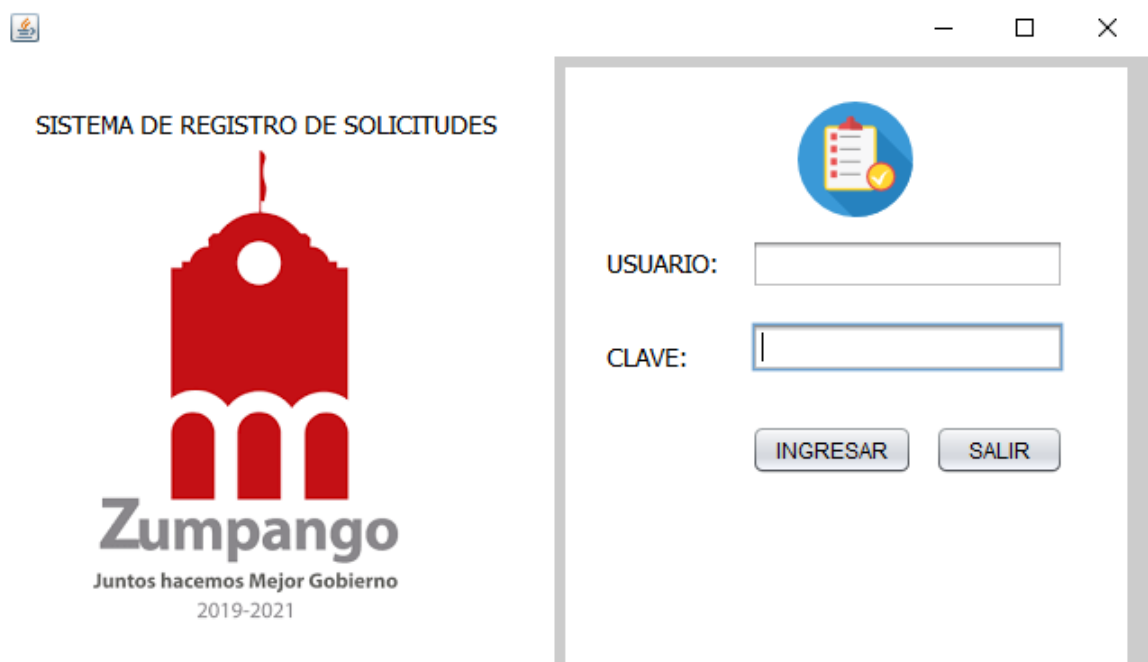 SISTEMA DE REGISTRO DE SOLICITUDES
Zumpango
Juntos hacemos Mejor Gobierno
2019-2021
USUARIO:
CLAVE:
INGRESAR
SALIR